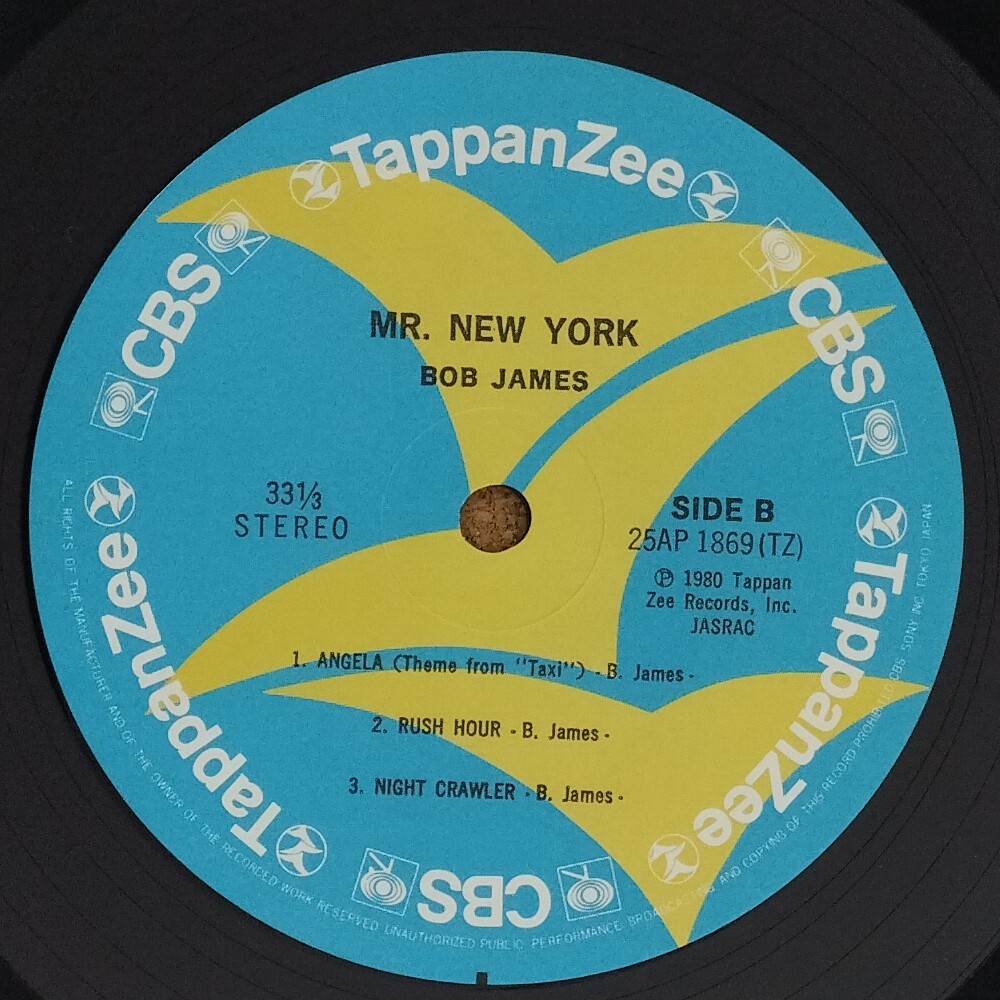 TappanZee
CBS
CBS
MR. NEW YORK
BOB JAMES
33⅓
STEREO
SIDE B
25AP 1869(TZ)
Ⓟ 1980 Tappan
Zee Records, Inc.
JASRAC
1. ANGELA (Theme from "Taxi") - B. James -
2. RUSH HOUR - B. James -
3. NIGHT CRAWLER - B. James -
TappanZee
TappanZee
CBS
ALL RIGHTS OF THE MANUFACTURER AND OF THE OWNER OF THE RECORDED WORK RESERVED UNAUTHORIZED PUBLIC PERFORMANCE BROADCASTING AND COPYING OF THIS RECORD PROHIBITED CBS. SONY INC. TOKYO JAPAN